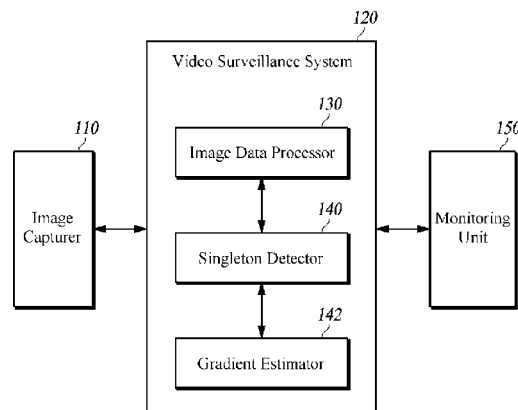 120
Video Surveillance System
110
130
150
Image Data Processor
Image
Capturer
140
Singleton Detector
Monitoring
Unit
142
Gradient Estimator